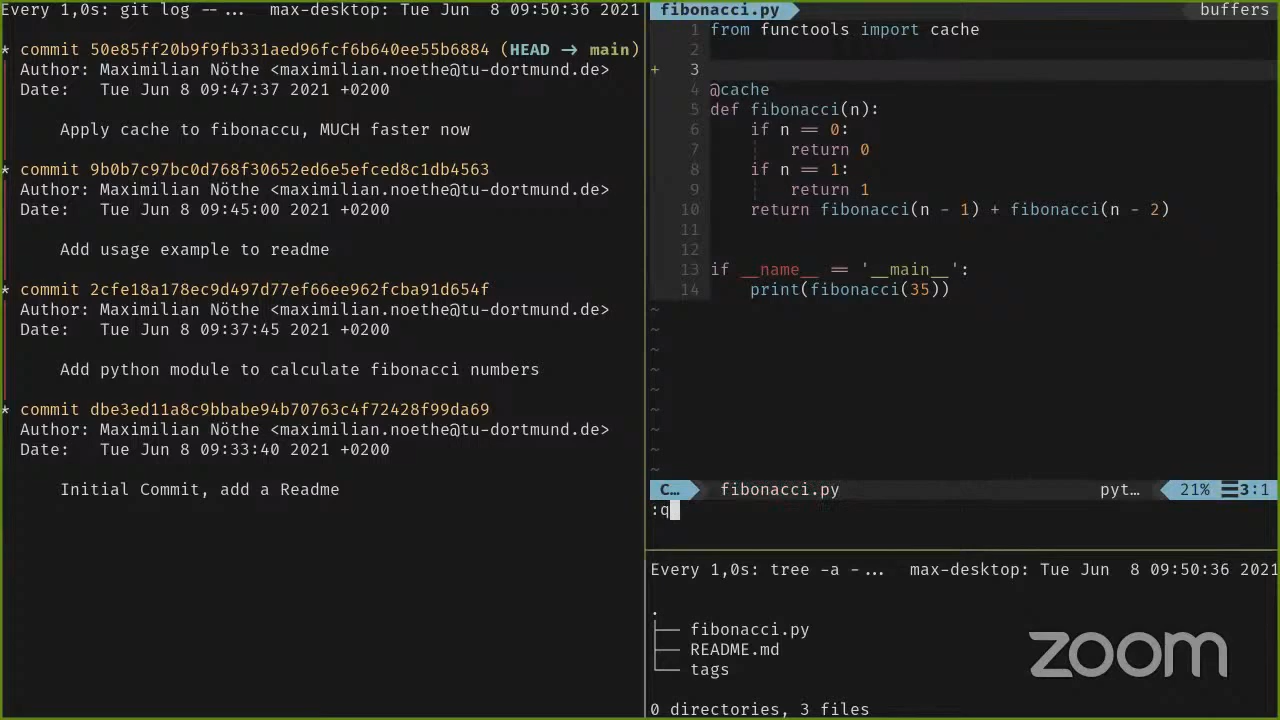 Every 1,0s: git log --... max-desktop: Tue Jun  8 09:50:36 2021
* commit 50e85ff20b9f9fb331aed96fcf6b640ee55b6884 (HEAD -> main)
Author: Maximilian Nöthe <maximilian.noethe@tu-dortmund.de>
Date:   Tue Jun 8 09:47:37 2021 +0200
Apply cache to fibonaccu, MUCH faster now
* commit 9b0b7c97bc0d768f30652ed6e5efced8c1db4563
Author: Maximilian Nöthe <maximilian.noethe@tu-dortmund.de>
Date:   Tue Jun 8 09:45:00 2021 +0200
Add usage example to readme
* commit 2cfe18a178ec9d497d77ef66ee962fcba91d654f
Author: Maximilian Nöthe <maximilian.noethe@tu-dortmund.de>
Date:   Tue Jun 8 09:37:45 2021 +0200
Add python module to calculate fibonacci numbers
* commit dbe3ed11a8c9bbabe94b70763c4f72428f99da69
Author: Maximilian Nöthe <maximilian.noethe@tu-dortmund.de>
Date:   Tue Jun 8 09:33:40 2021 +0200
Initial Commit, add a Readme
fibonacci.py buffers
1 from functools import cache
2
+ 3
4 @cache
5 def fibonacci(n):
6     if n == 0:
7         return 0
8     if n == 1:
9         return 1
10     return fibonacci(n - 1) + fibonacci(n - 2)
11
12
13 if __name__ == '__main__':
14     print(fibonacci(35))
~
~
~
~
~
~
~
~
~
C… fibonacci.py pyt… 21% ☰3:1
:q
Every 1,0s: tree -a -... max-desktop: Tue Jun  8 09:50:36 2021
.
├── fibonacci.py
├── README.md
└── tags
0 directories, 3 files
zoom